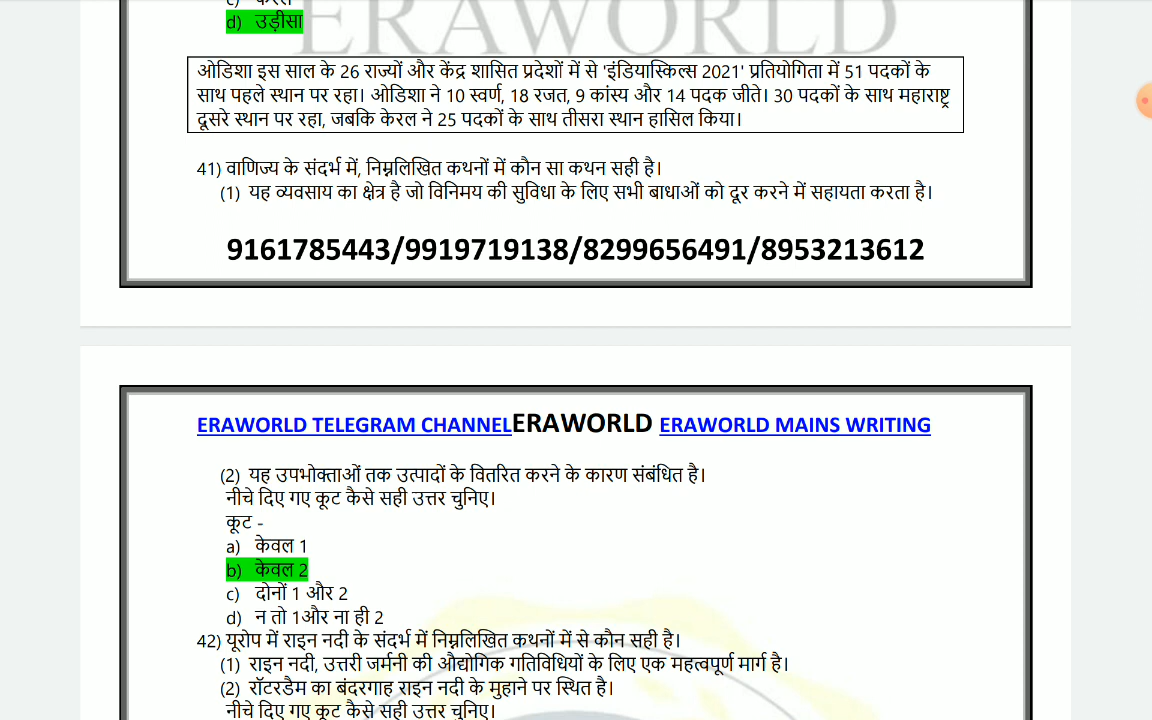 c) केरल
d) उड़ीसा
ERAWORLD
ओडिशा इस साल के 26 राज्यों और केंद्र शासित प्रदेशों में से 'इंडियास्किल्स 2021' प्रतियोगिता में 51 पदकों के
साथ पहले स्थान पर रहा। ओडिशा ने 10 स्वर्ण, 18 रजत, 9 कांस्य और 14 पदक जीते। 30 पदकों के साथ महाराष्ट्र
दूसरे स्थान पर रहा, जबकि केरल ने 25 पदकों के साथ तीसरा स्थान हासिल किया।
41) वाणिज्य के संदर्भ में, निम्नलिखित कथनों में कौन सा कथन सही है।
(1) यह व्यवसाय का क्षेत्र है जो विनिमय की सुविधा के लिए सभी बाधाओं को दूर करने में सहायता करता है।
9161785443/9919719138/8299656491/8953213612
ERAWORLD TELEGRAM CHANNELERAWORLD ERAWORLD MAINS WRITING
(2) यह उपभोक्ताओं तक उत्पादों के वितरित करने के कारण संबंधित है।
नीचे दिए गए कूट कैसे सही उत्तर चुनिए।
कूट -
a) केवल 1
b) केवल 2
c) दोनों 1 और 2
d) न तो 1और ना ही 2
42) यूरोप में राइन नदी के संदर्भ में निम्नलिखित कथनों में से कौन सही है।
(1) राइन नदी, उत्तरी जर्मनी की औद्योगिक गतिविधियों के लिए एक महत्वपूर्ण मार्ग है।
(2) रॉटरडैम का बंदरगाह राइन नदी के मुहाने पर स्थित है।
नीचे दिए गए कूट कैसे सही उत्तर चुनिए।